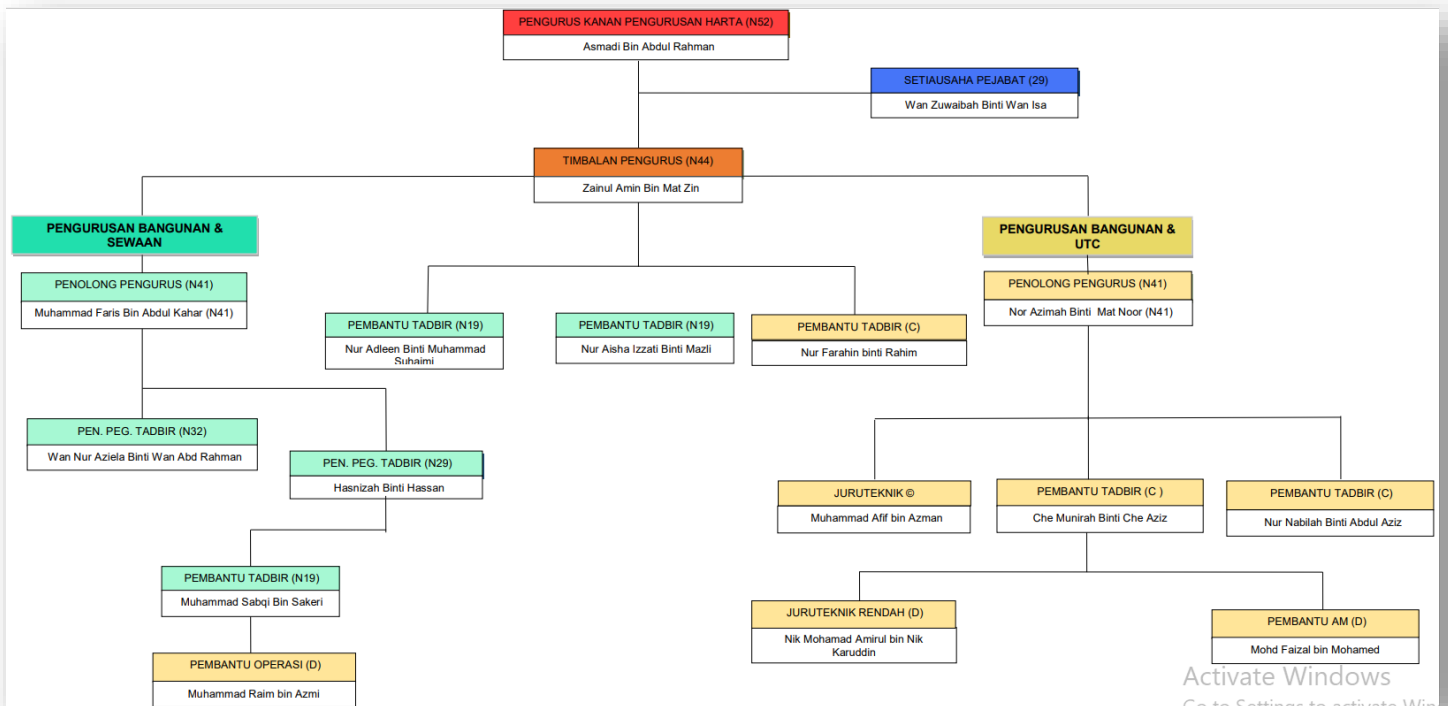 PENGURUS KANAN PENGURUSAN HARTA (N52)
Asmadi Bin Abdul Rahman
SETIAUSAHA PEJABAT (29)
Wan Zuwaibah Binti Wan Isa
TIMBALAN PENGURUS (N44)
Zainul Amin Bin Mat Zin
PENGURUSAN BANGUNAN &
SEWAAN
PENOLONG PENGURUS (N41)
Muhammad Faris Bin Abdul Kahar (N41)
PENGURUSAN BANGUNAN &
UTC
PENOLONG PENGURUS (N41)
Nor Azimah Binti Mat Noor (N41)
PEMBANTU TADBIR (N19)
Nur Adleen Binti Muhammad
Suhaimi
PEMBANTU TADBIR (N19)
Nur Aisha Izzati Binti Mazli
PEMBANTU TADBIR (C)
Nur Farahin binti Rahim
PEN. PEG. TADBIR (N32)
Wan Nur Aziela Binti Wan Abd Rahman
PEN. PEG. TADBIR (N29)
Hasnizah Binti Hassan
JURUTEKNIK ©
Muhammad Afif bin Azman
PEMBANTU TADBIR (C )
Che Munirah Binti Che Aziz
PEMBANTU TADBIR (C)
Nur Nabilah Binti Abdul Aziz
PEMBANTU TADBIR (N19)
Muhammad Sabqi Bin Sakeri
JURUTEKNIK RENDAH (D)
Nik Mohamad Amirul bin Nik
Karuddin
PEMBANTU AM (D)
Mohd Faizal bin Mohamed
PEMBANTU OPERASI (D)
Muhammad Raim bin Azmi
Activate Windows
Go to Settings to activate Win